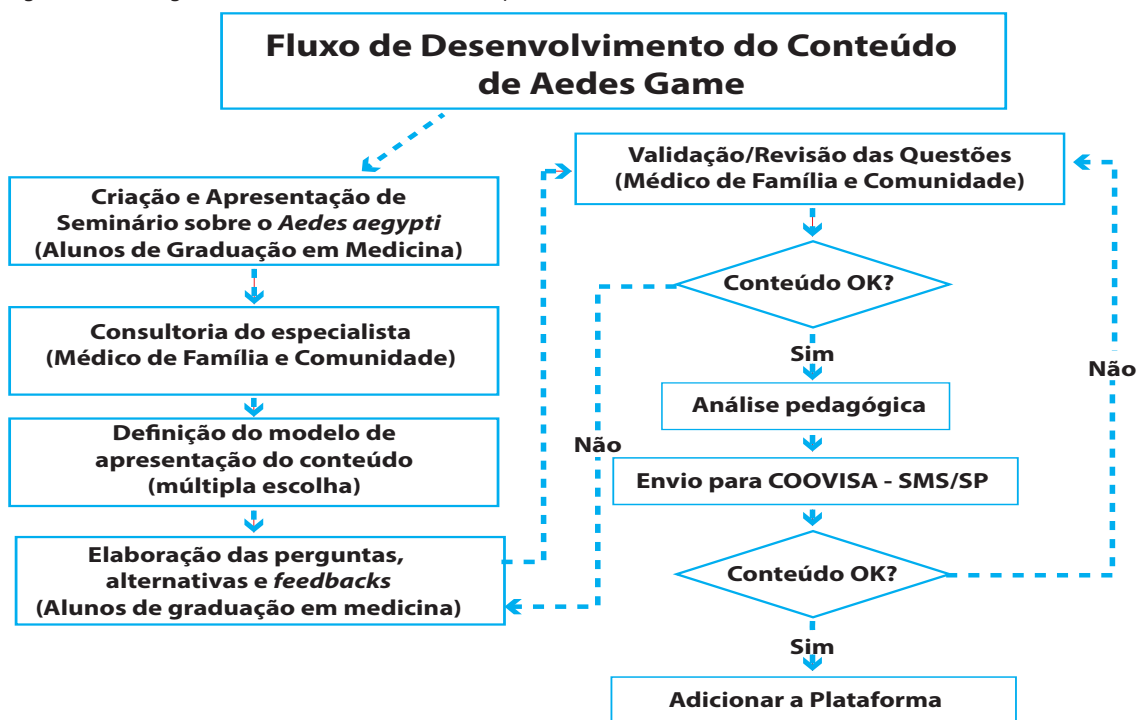 Fluxo de Desenvolvimento do Conteúdo
de Aedes Game
Criação e Apresentação de
Seminário sobre o Aedes aegypti
(Alunos de Graduação em Medicina)
Consultoria do especialista
(Médico de Família e Comunidade)
Definição do modelo de
apresentação do conteúdo
(múltipla escolha)
Elaboração das perguntas,
alternativas e feedbacks
(Alunos de graduação em medicina)
Validação/Revisão das Questões
(Médico de Família e Comunidade)
Conteúdo OK?
Não
Sim
Análise pedagógica
Envio para COOVISA - SMS/SP
Conteúdo OK?
Não
Sim
Adicionar a Plataforma